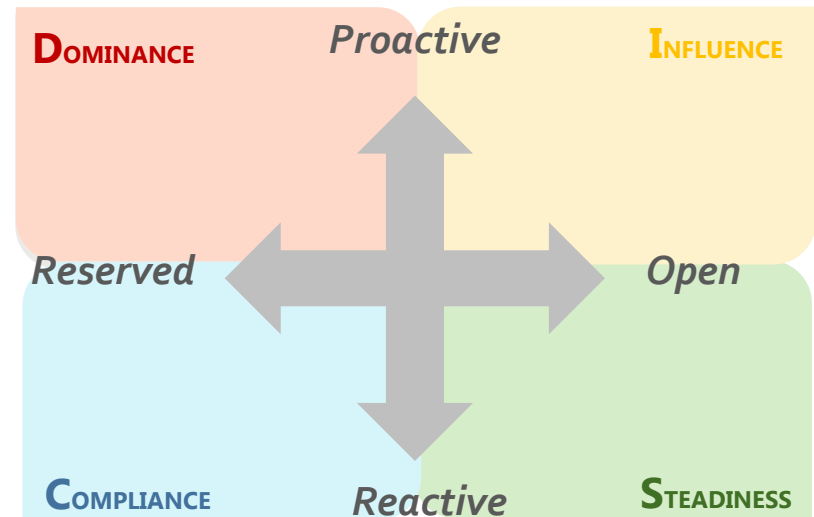 DOMINANCE
Proactive
INFLUENCE
Reserved
Open
COMPLIANCE
Reactive
STEADINESS